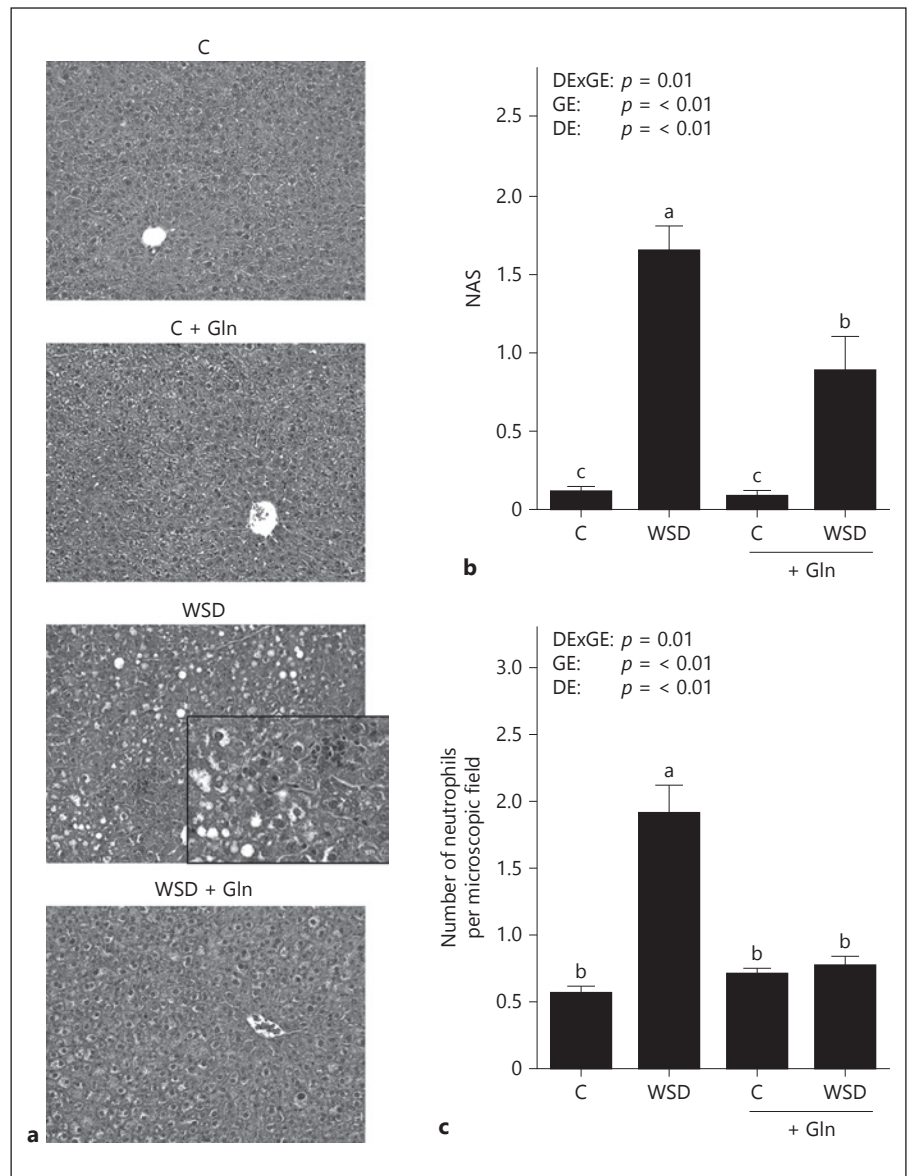 C
C + Gln
WSD
WSD + Gln
a
DExGE: p = 0.01
GE: p = < 0.01
DE: p = < 0.01
2.5
2.0
1.5
1.0
0.5
0
NAS
c
a
c
b
C
WSD
C
WSD
+ Gln
b
DExGE: p = 0.01
GE: p = < 0.01
DE: p = < 0.01
3.0
2.5
2.0
1.5
1.0
0.5
0
Number of neutrophils
per microscopic field
b
a
b
b
C
WSD
C
WSD
+ Gln
c